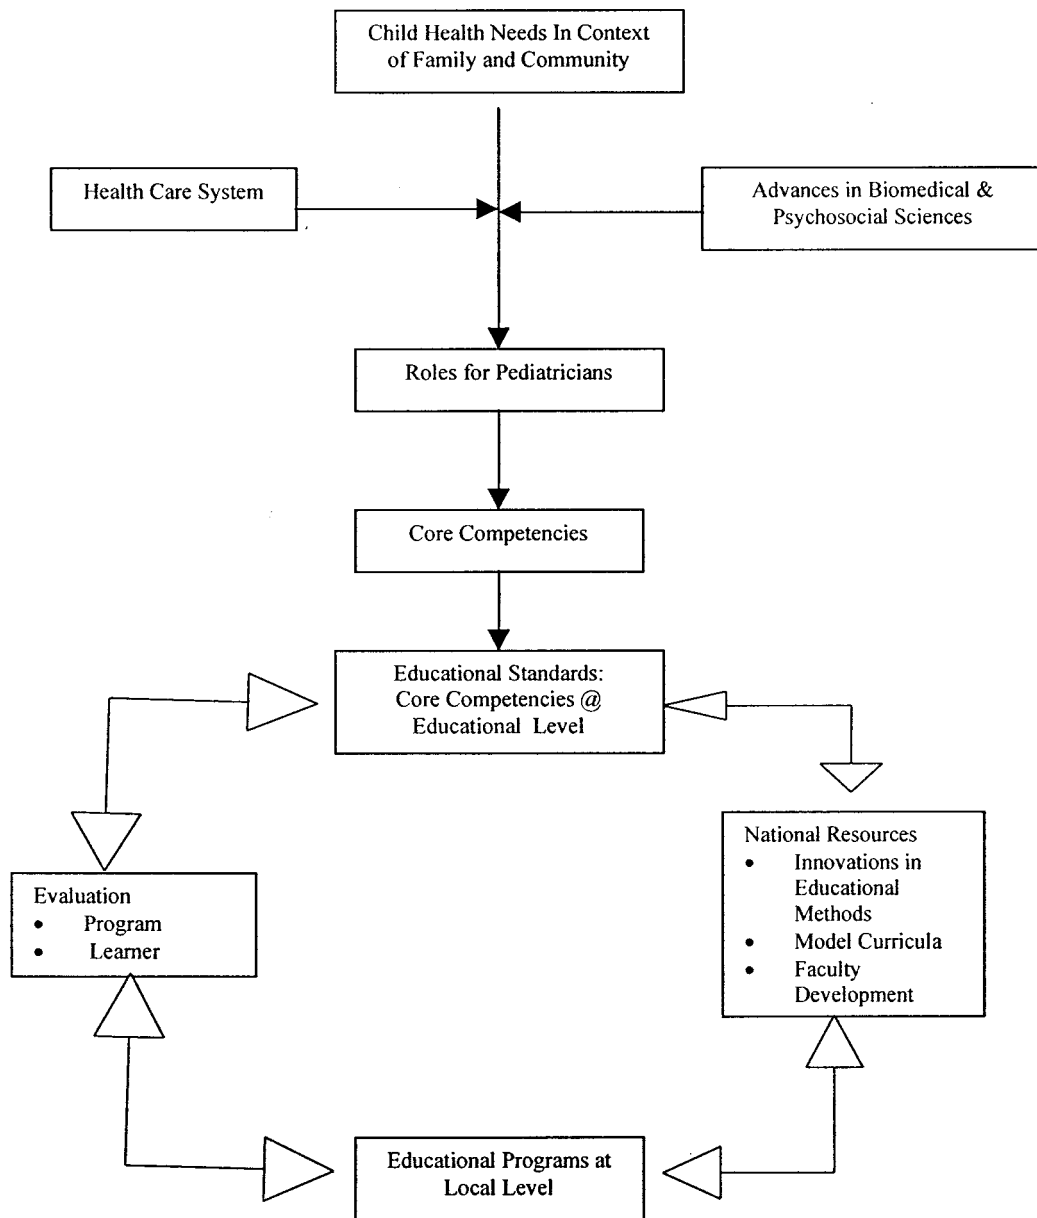 Child Health Needs In Context
of Family and Community
Health Care System
Advances in Biomedical &
Psychosocial Sciences
Roles for Pediatricians
Core Competencies
Educational Standards:
Core Competencies @
Educational Level
National Resources
• Innovations in
Educational
Methods
• Model Curricula
• Faculty
Development
Evaluation
• Program
• Learner
Educational Programs at
Local Level